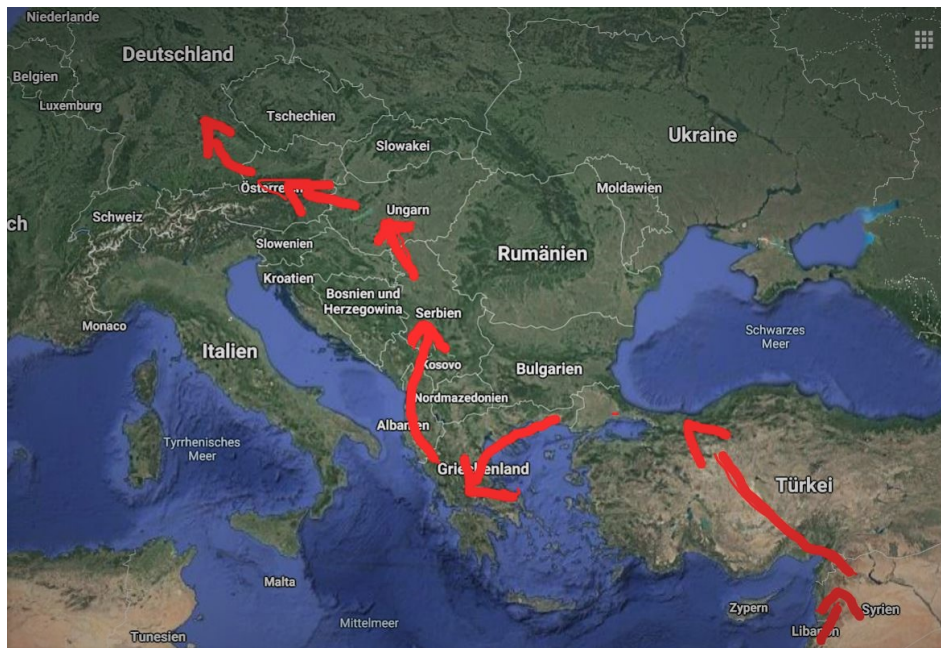 Niederlande
Deutschland
Belgien
Luxemburg
Tschechien
Ukraine
Slowakei
Österreich
Moldawien
Ungarn
Schweiz
ch
Slowenien
Rumänien
Kroatien
Bosnien und
Herzegowina
Serbien
Monaco
Schwarzes
Meer
Italien
Kosovo
Bulgarien
Nordmazedonien
Albanien
Tyrrhenisches
Meer
Griechenland
Türkei
Malta
Zypern
Syrien
Mittelmeer
Libanon
Tunesien